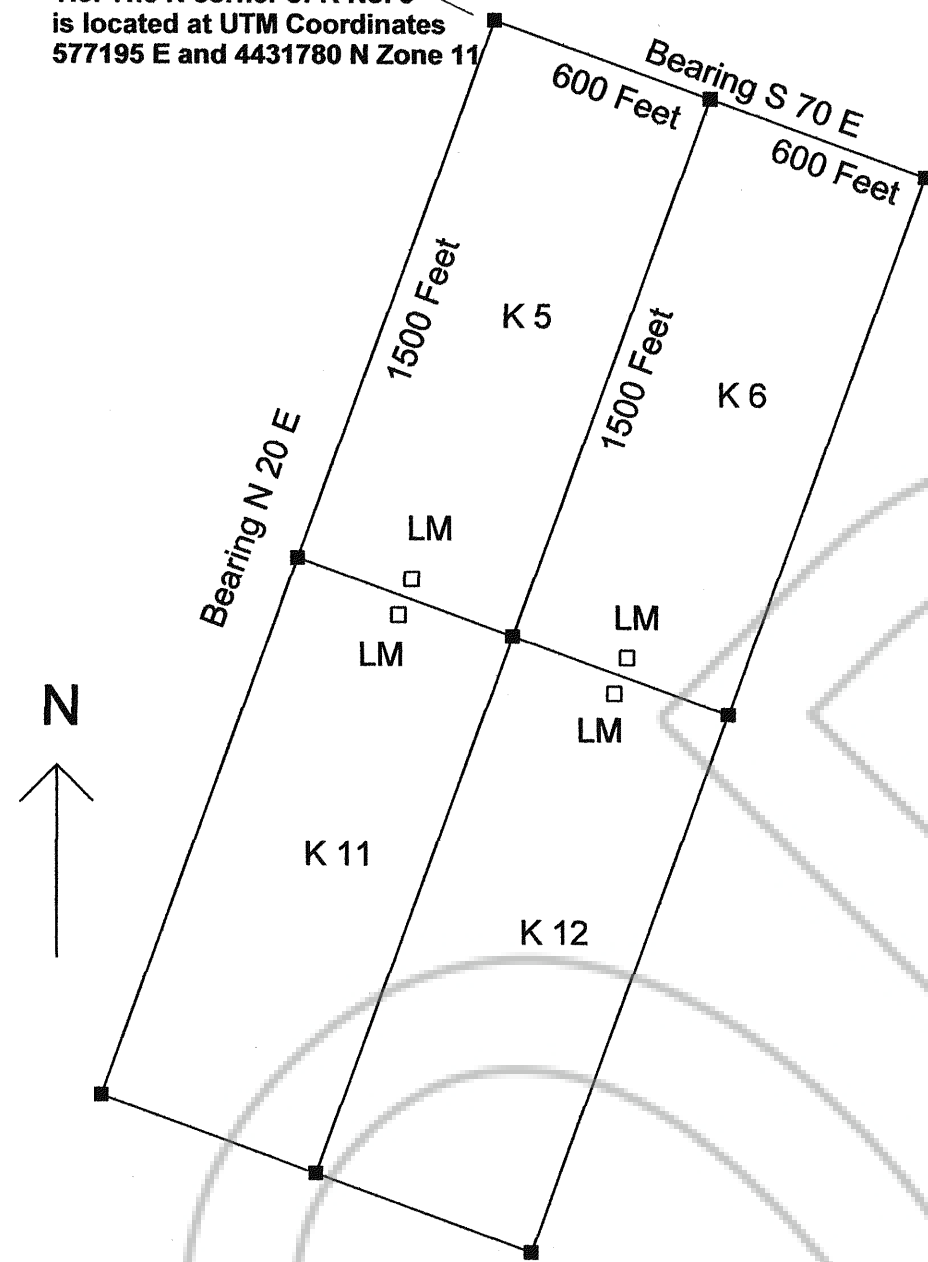 is located at UTM Coordinates
577195 E and 4431780 N Zone 11
Bearing S 70 E
600 Feet
600 Feet
1500 Feet
K 5
1500 Feet
K 6
Bearing N 20 E
LM
LM
LM
LM
N
K 11
K 12